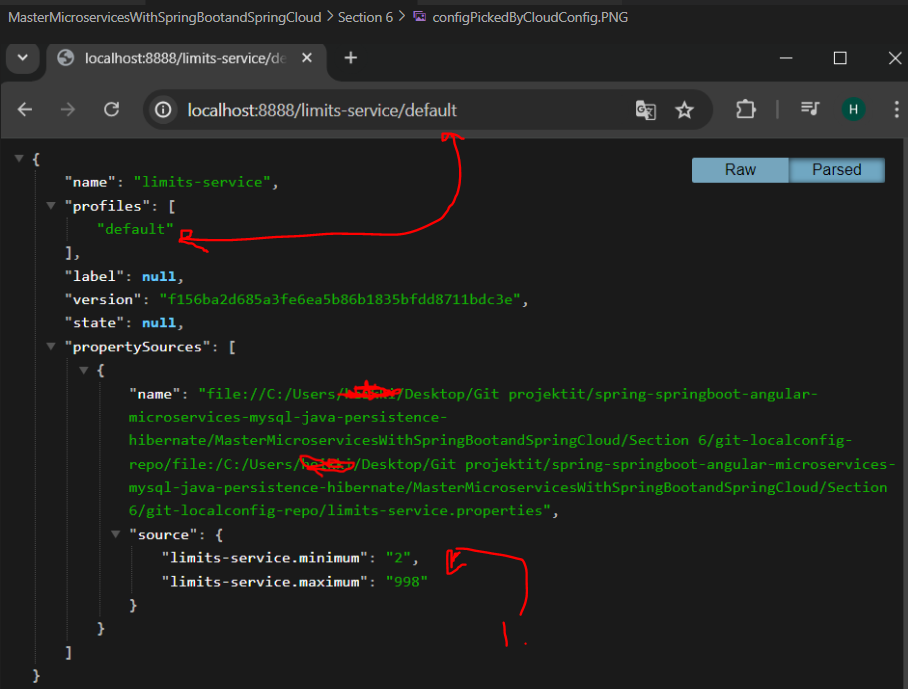 MasterMicroservicesWithSpringBootandSpringCloud > Section 6 > configPickedByCloudConfig.PNG
localhost:8888/limits-service/de
localhost:8888/limits-service/default
H
Raw Parsed
{
"name": "limits-service",
"profiles": [
"default"
],
"label": null,
"version": "f156ba2d685a3fe6ea5b86b1835bfdd8711bdc3e",
"state": null,
"propertySources": [
{
"name": "file://C:/Users/ /Desktop/Git projektit/spring-springboot-angular-
microservices-mysql-java-persistence-
hibernate/MasterMicroservicesWithSpringBootandSpringCloud/Section 6/git-localconfig-
repo/file:/C:/Users/ /Desktop/Git projektit/spring-springboot-angular-microservices-
mysql-java-persistence-hibernate/MasterMicroservicesWithSpringBootandSpringCloud/Section
6/git-localconfig-repo/limits-service.properties",
"source": {
"limits-service.minimum": "2",
"limits-service.maximum": "998"
}
}
]
}
1.